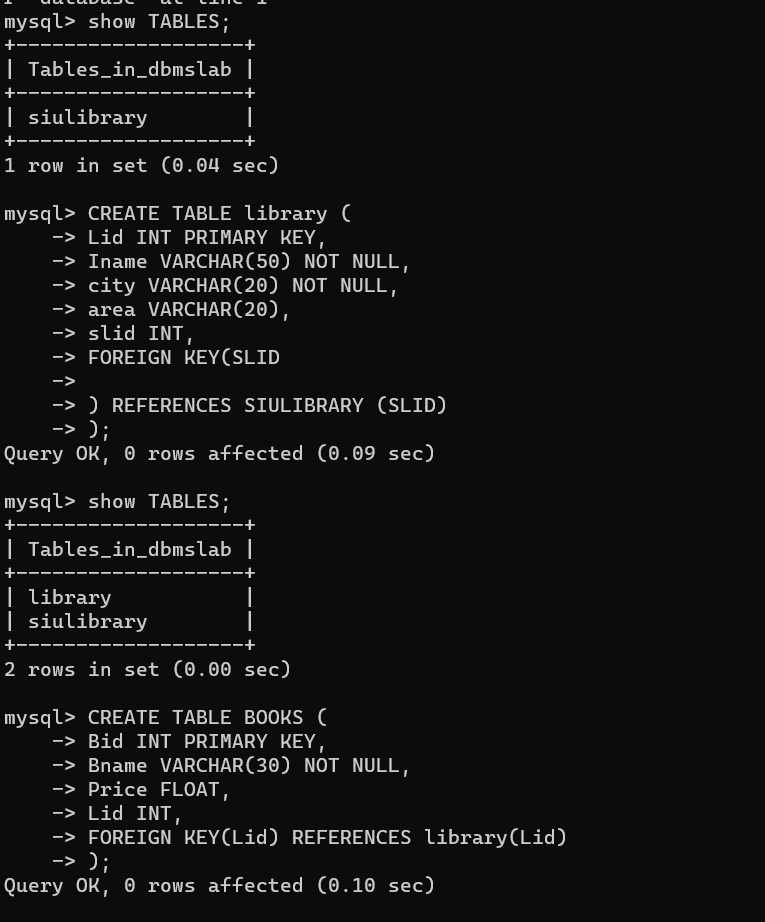 mysql> show TABLES;
+-------------------+
| Tables_in_dbmslab |
+-------------------+
| siulibrary        |
+-------------------+
1 row in set (0.04 sec)

mysql> CREATE TABLE library (
    -> Lid INT PRIMARY KEY,
    -> Iname VARCHAR(50) NOT NULL,
    -> city VARCHAR(20) NOT NULL,
    -> area VARCHAR(20),
    -> slid INT,
    -> FOREIGN KEY(SLID
    ->
    -> ) REFERENCES SIULIBRARY (SLID)
    -> );
Query OK, 0 rows affected (0.09 sec)

mysql> show TABLES;
+-------------------+
| Tables_in_dbmslab |
+-------------------+
| library           |
| siulibrary        |
+-------------------+
2 rows in set (0.00 sec)

mysql> CREATE TABLE BOOKS (
    -> Bid INT PRIMARY KEY,
    -> Bname VARCHAR(30) NOT NULL,
    -> Price FLOAT,
    -> Lid INT,
    -> FOREIGN KEY(Lid) REFERENCES library(Lid)
    -> );
Query OK, 0 rows affected (0.10 sec)